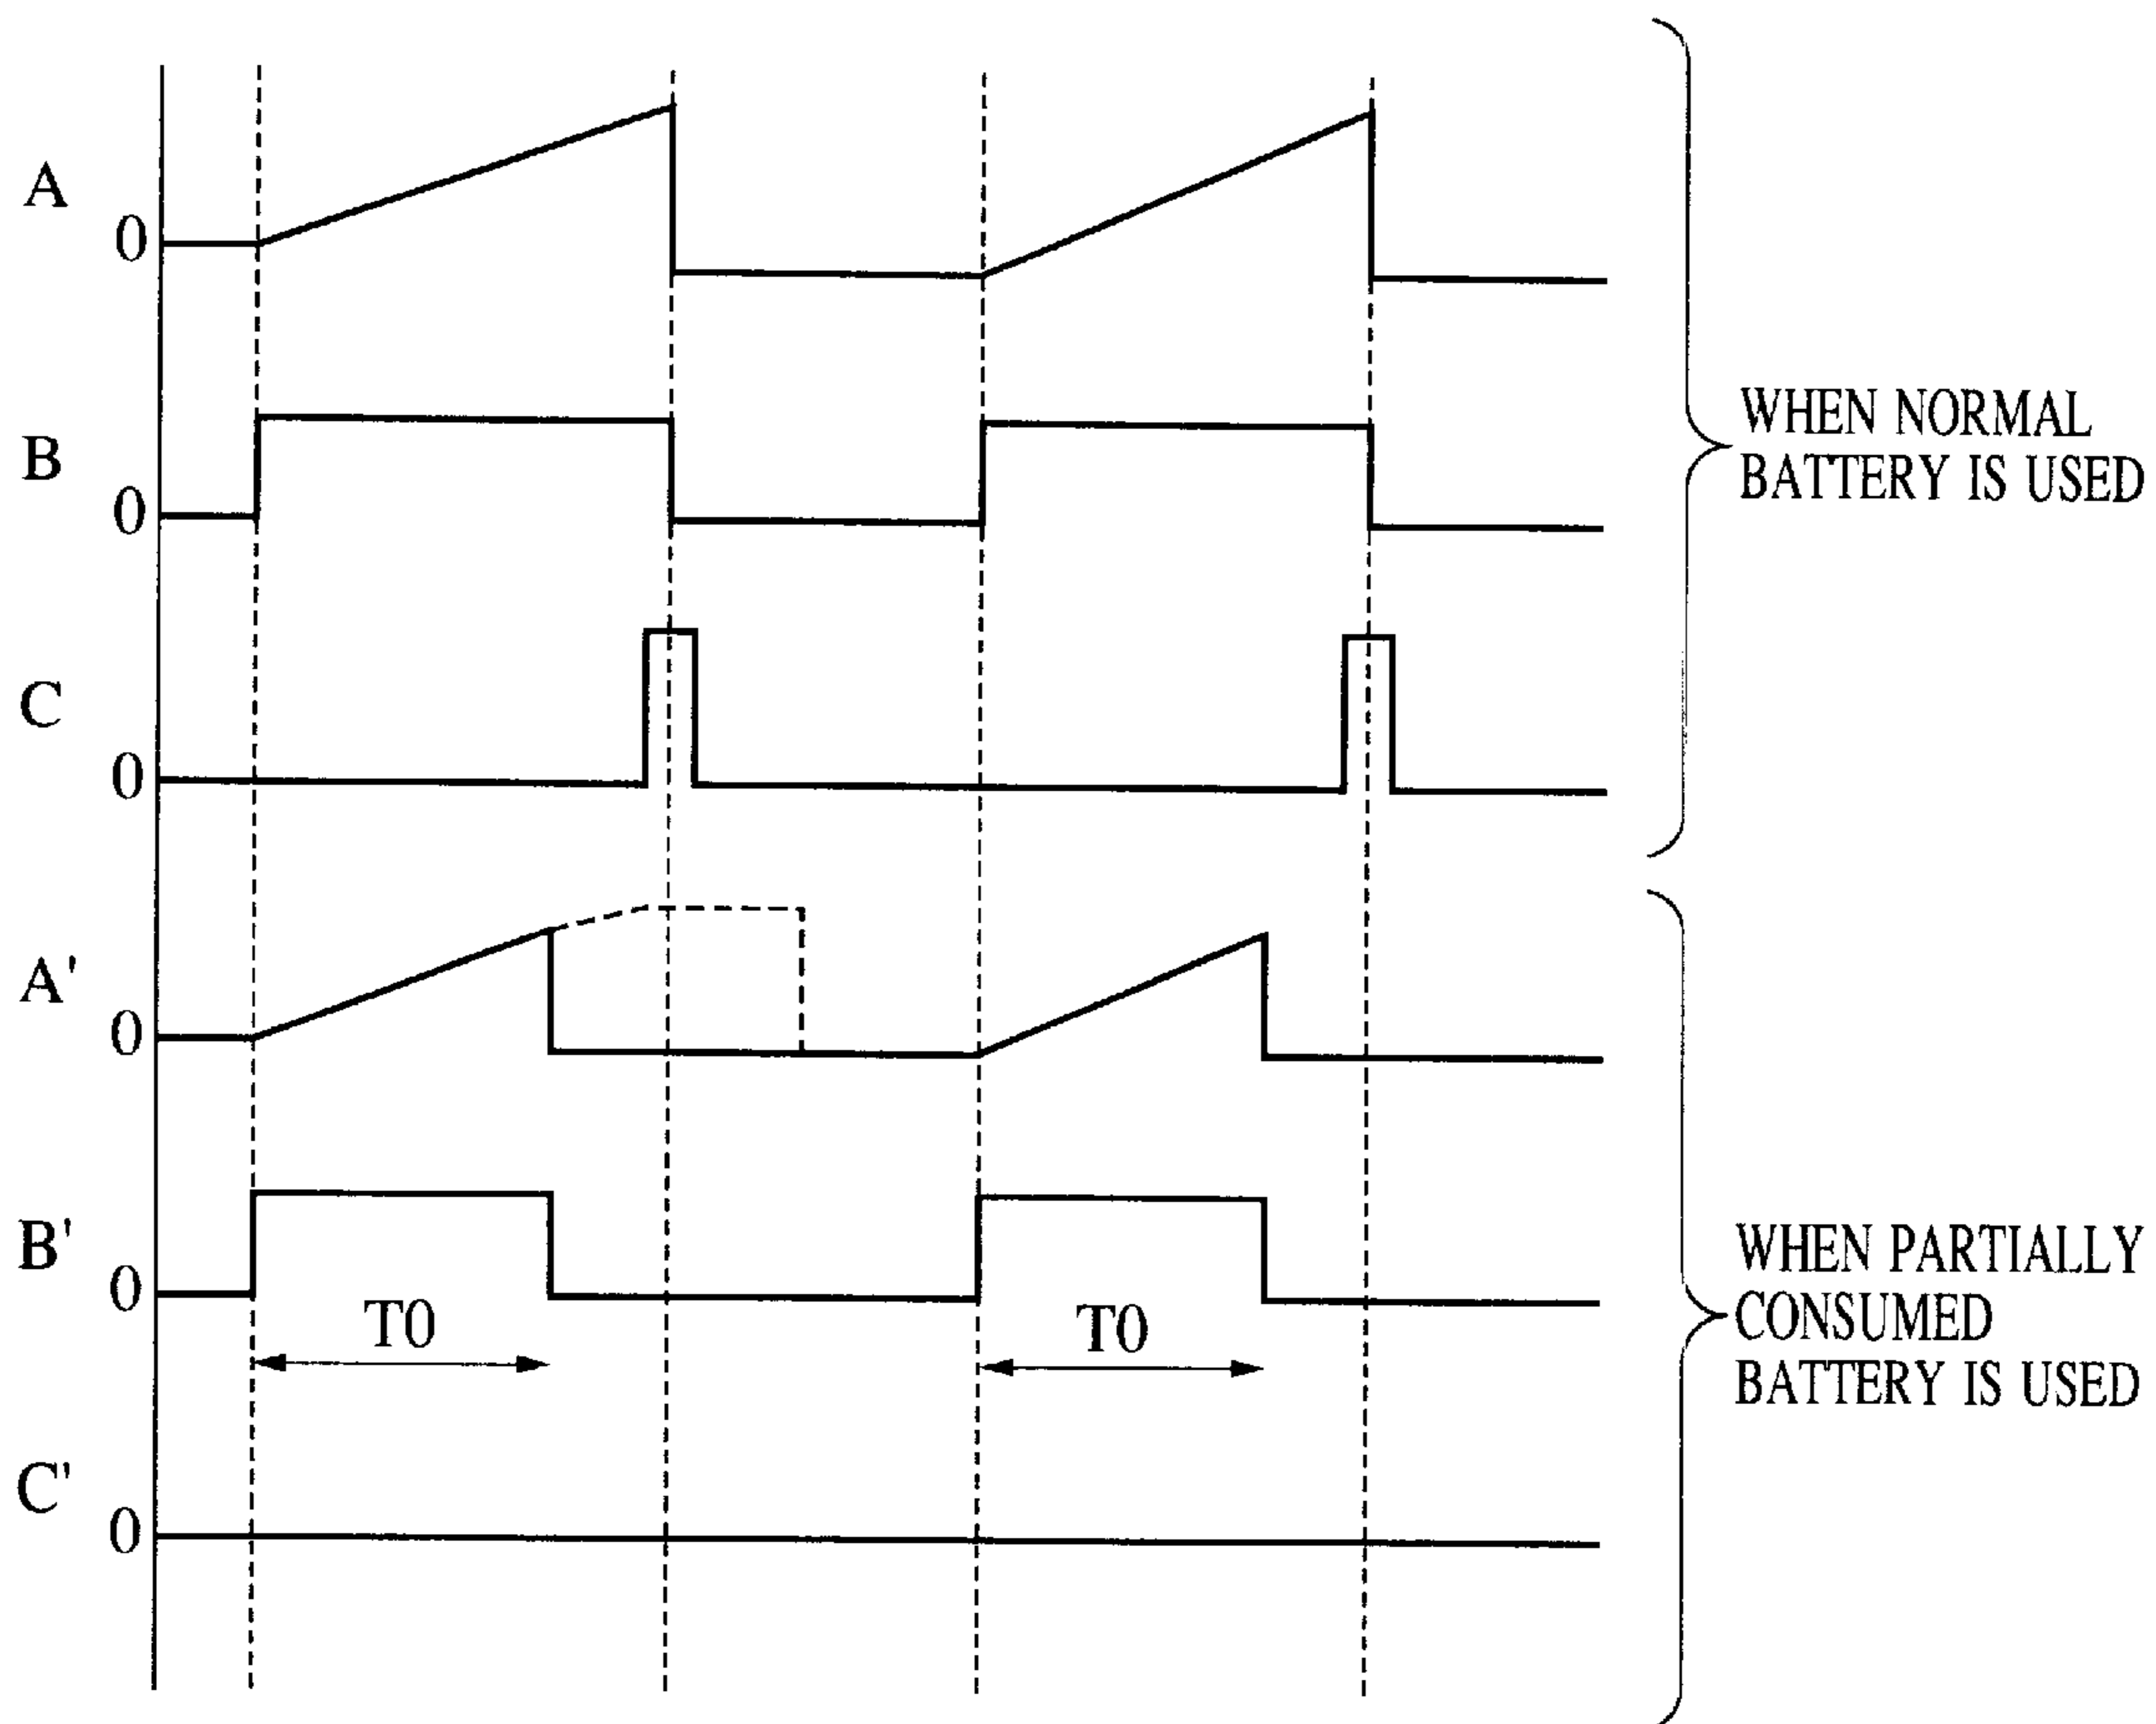 A
0
B
0
WHEN NORMAL
BATTERY IS USED
C
0
A'
0
B'
0
T0
T0
WHEN PARTIALLY
CONSUMED
BATTERY IS USED
C'
0